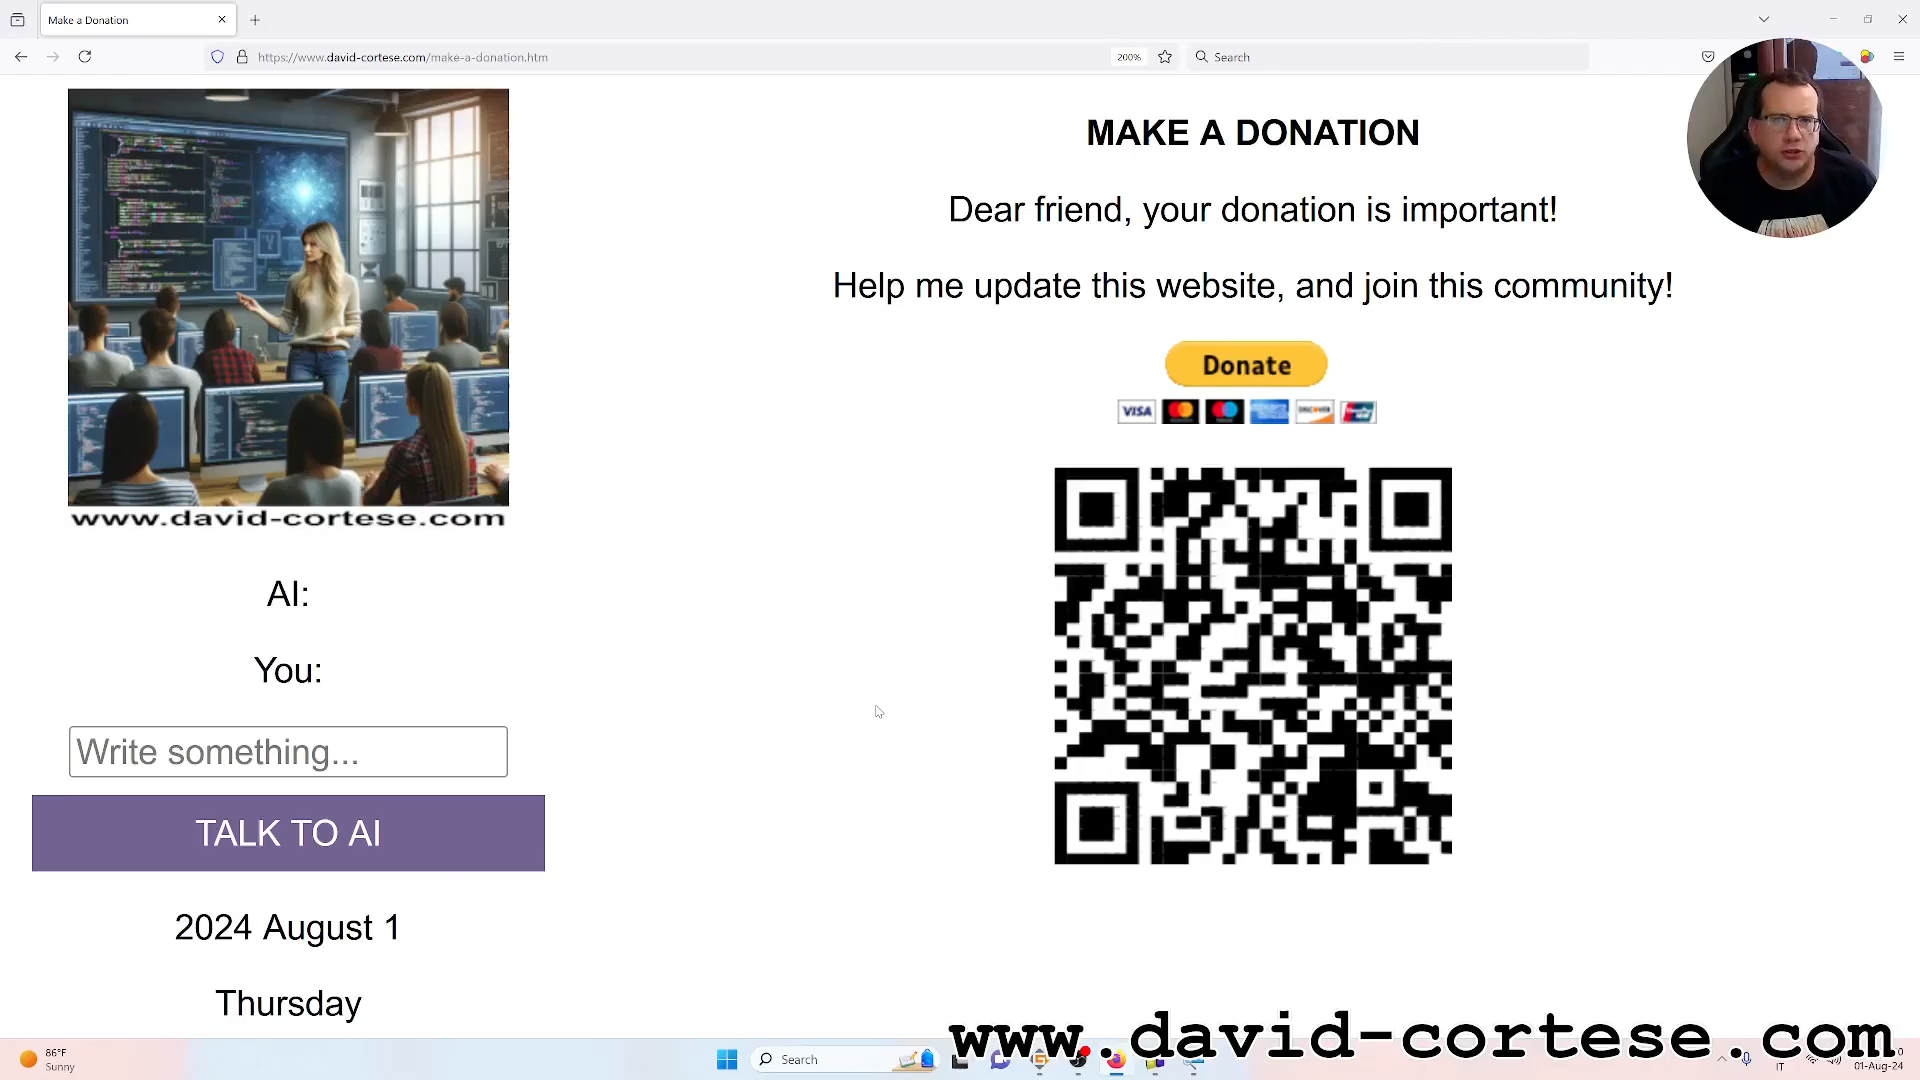 Make a Donation
https://www.david-cortese.com/make-a-donation.htm
200%
Search
MAKE A DONATION
Dear friend, your donation is important!
Help me update this website, and join this community!
Donate
VISA
DISCOVER
www.david-cortese.com
AI:
You:
Write something...
TALK TO AI
2024 August 1
Thursday
www.david-cortese.com
86°F
Sunny
Search
IT
01-Aug-24